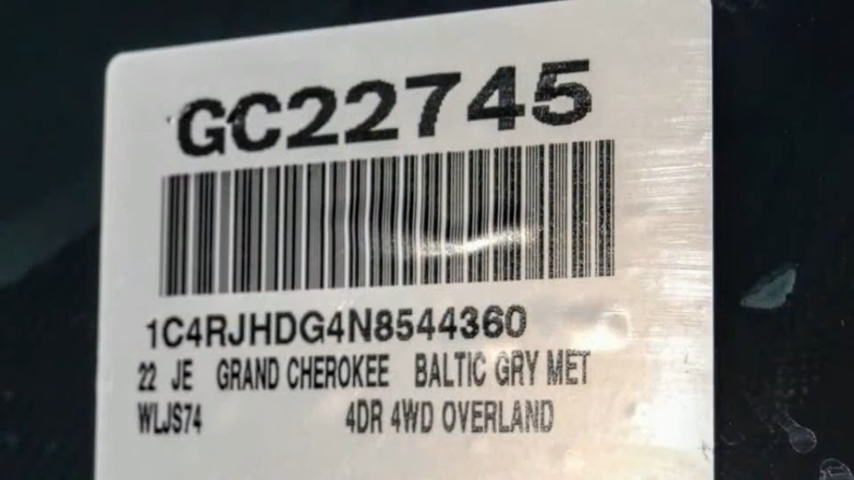 GC22745
1C4RJHDG4N8544360
22 JE GRAND CHEROKEE BALTIC GRY MET
WLJS74 4DR 4WD OVERLAND